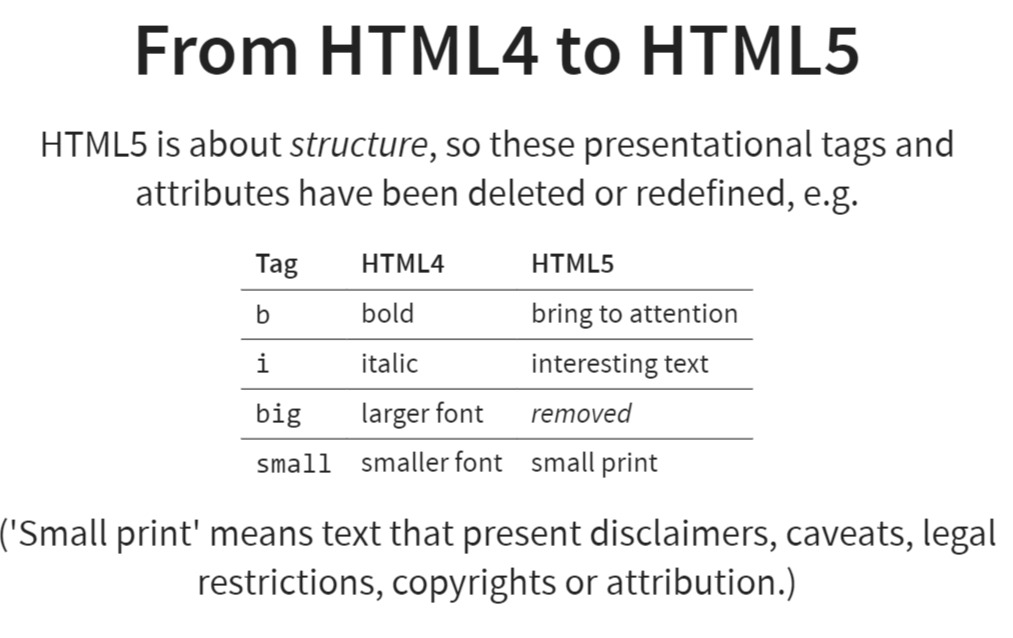 From HTML4 to HTML5
HTML5 is about structure, so these presentational tags and
attributes have been deleted or redefined, e.g.
Tag HTML4 HTML5
b bold bring to attention
i italic interesting text
big larger font removed
small smaller font small print
('Small print' means text that present disclaimers, caveats, legal
restrictions, copyrights or attribution.)